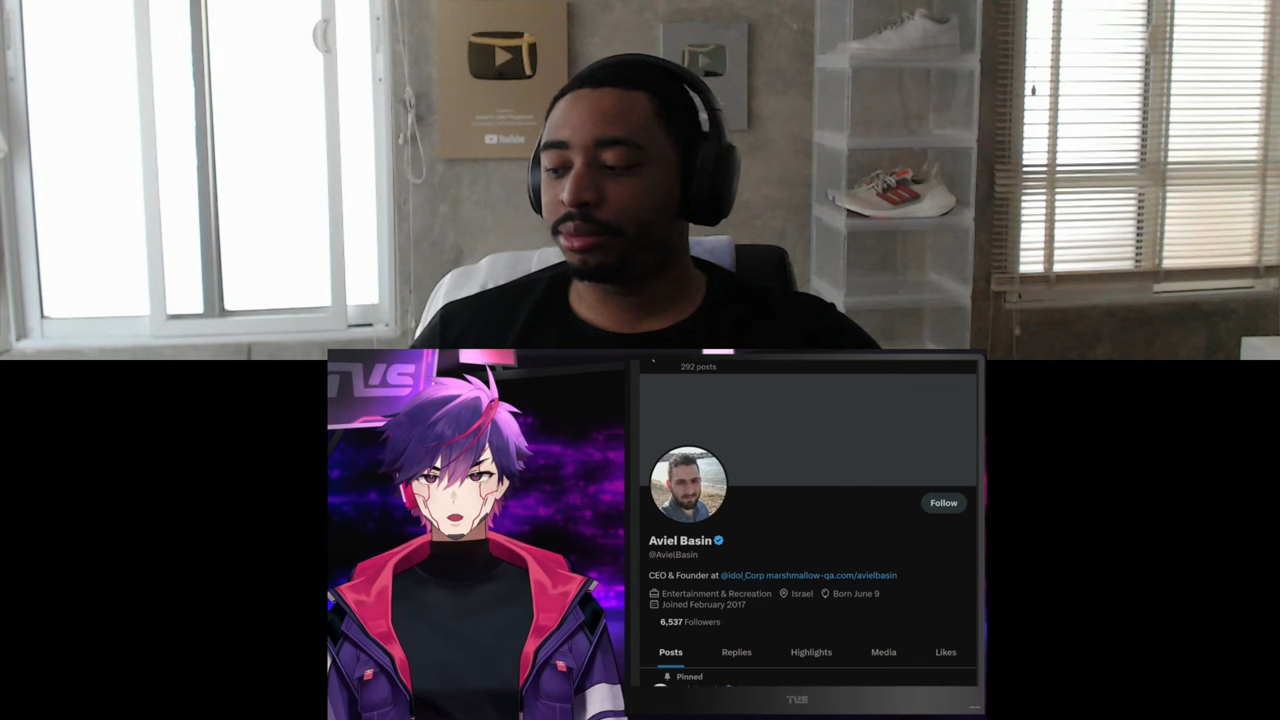 YouTube
TVS
292 posts
Follow
Aviel Basin
@AvielBasin
CEO & Founder at @idol_Corp marshmallow-qa.com/avielbasin
Entertainment & Recreation Israel Born June 9
Joined February 2017
6,537 Followers
Posts Replies Highlights Media Likes
Pinned
TVS